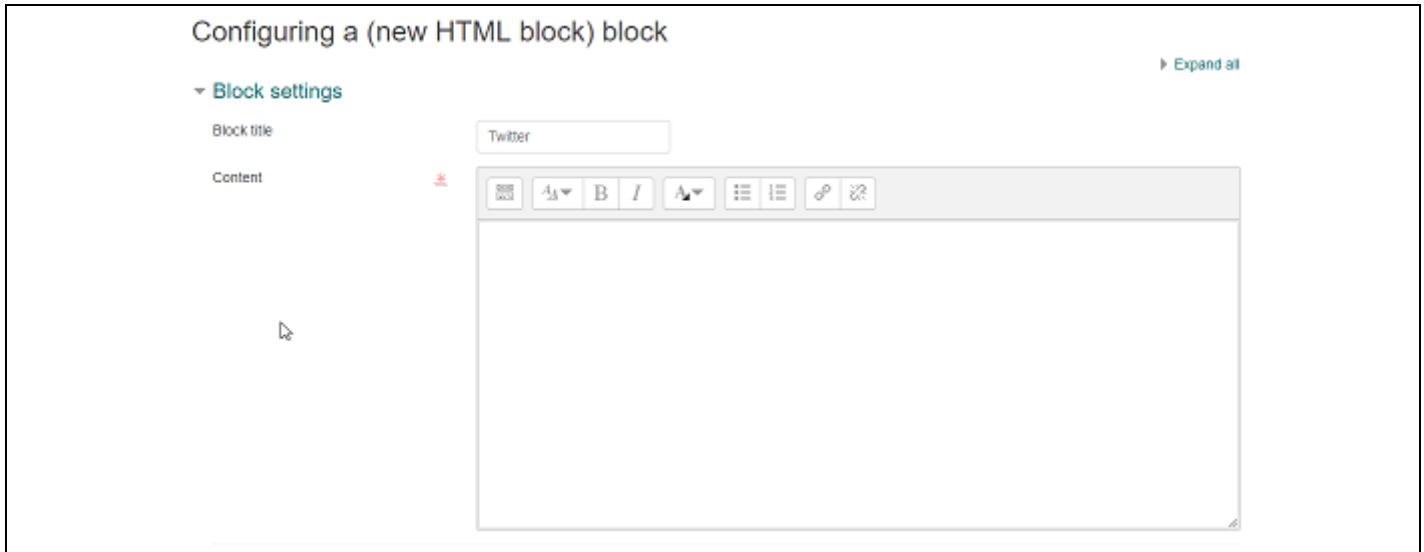 Configuring a (new HTML block) block
Expand all
Block settings
Block title
Twitter
Content
B I